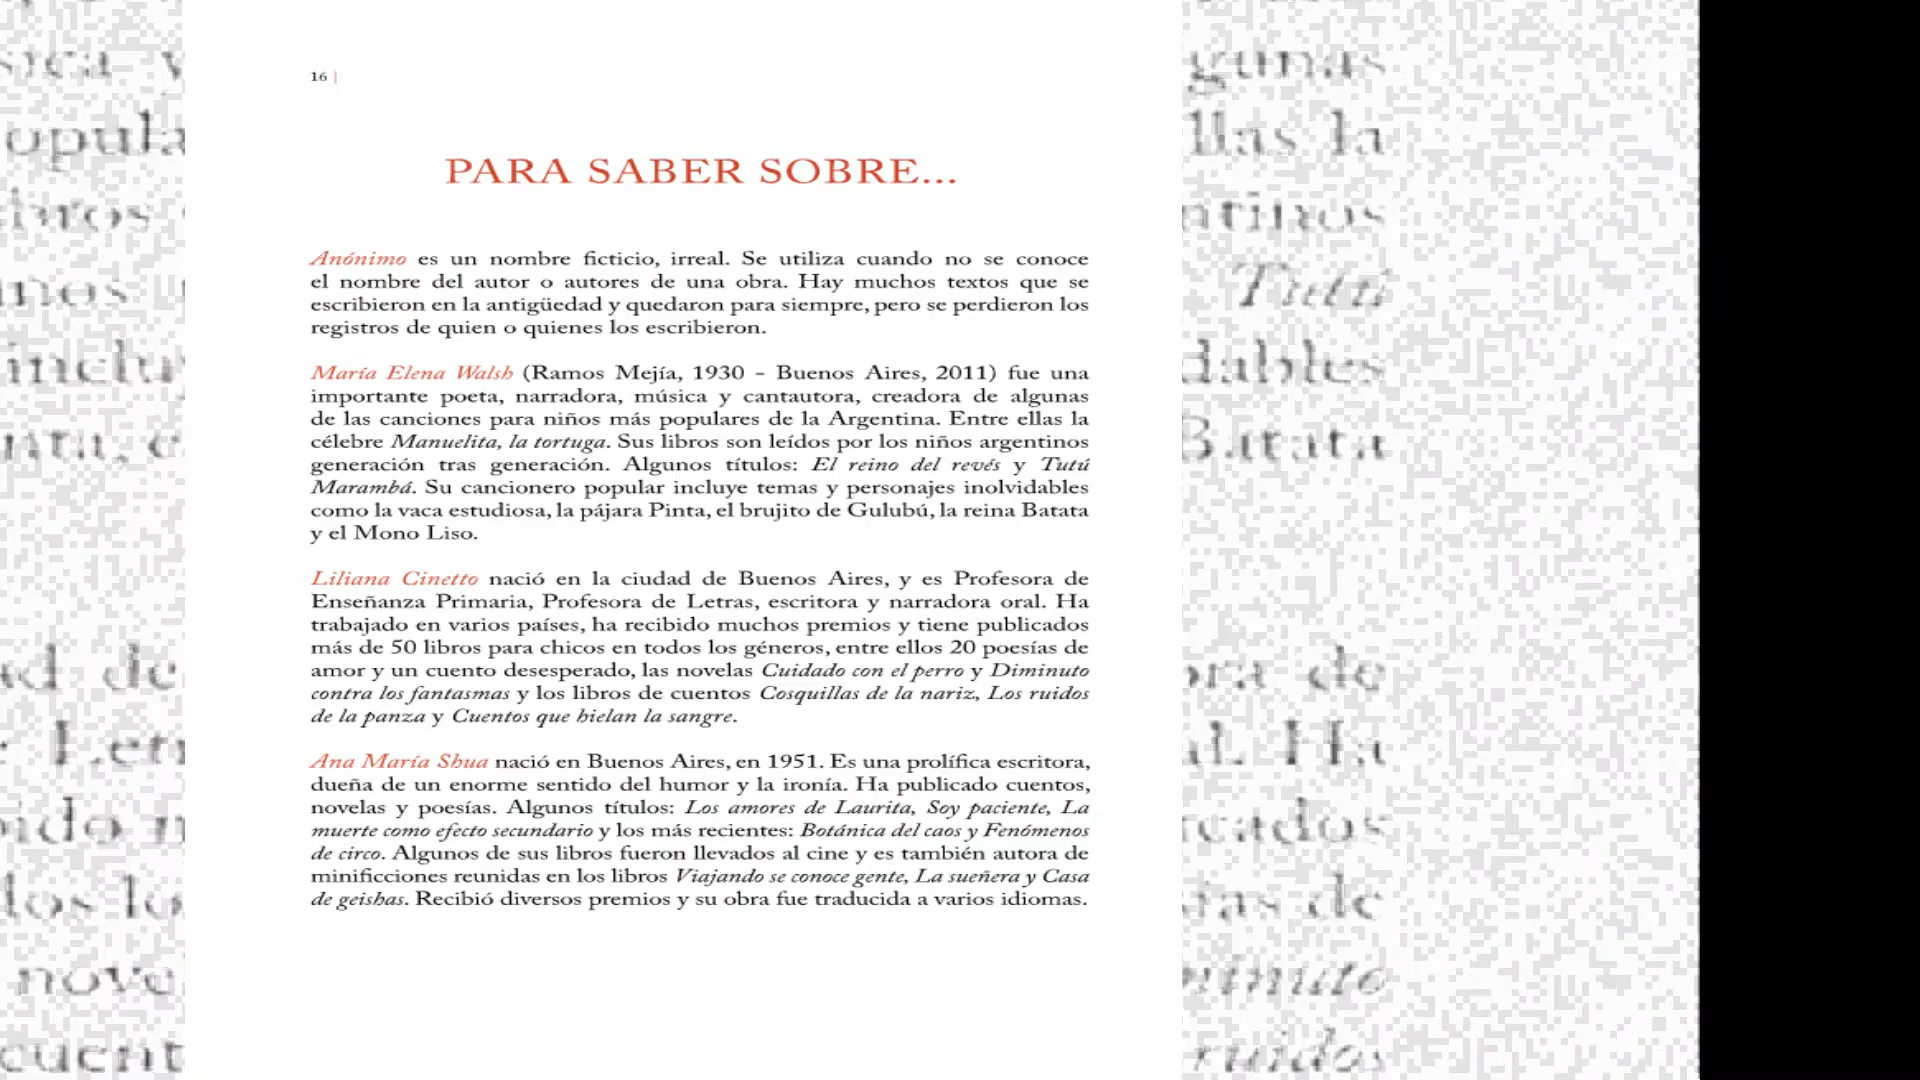 16 |
PARA SABER SOBRE...
Anónimo es un nombre ficticio, irreal. Se utiliza cuando no se conoce
el nombre del autor o autores de una obra. Hay muchos textos que se
escribieron en la antigüedad y quedaron para siempre, pero se perdieron los
registros de quien o quienes los escribieron.
María Elena Walsh (Ramos Mejía, 1930 - Buenos Aires, 2011) fue una
importante poeta, narradora, música y cantautora, creadora de algunas
de las canciones para niños más populares de la Argentina. Entre ellas la
célebre Manuelita, la tortuga. Sus libros son leídos por los niños argentinos
generación tras generación. Algunos títulos: El reino del revés y Tutú
Marambá. Su cancionero popular incluye temas y personajes inolvidables
como la vaca estudiosa, la pájara Pinta, el brujito de Gulubú, la reina Batata
y el Mono Liso.
Liliana Cinetto nació en la ciudad de Buenos Aires, y es Profesora de
Enseñanza Primaria, Profesora de Letras, escritora y narradora oral. Ha
trabajado en varios países, ha recibido muchos premios y tiene publicados
más de 50 libros para chicos en todos los géneros, entre ellos 20 poesías de
amor y un cuento desesperado, las novelas Cuidado con el perro y Diminuto
contra los fantasmas y los libros de cuentos Cosquillas de la nariz, Los ruidos
de la panza y Cuentos que hielan la sangre.
Ana María Shua nació en Buenos Aires, en 1951. Es una prolífica escritora,
dueña de un enorme sentido del humor y la ironía. Ha publicado cuentos,
novelas y poesías. Algunos títulos: Los amores de Laurita, Soy paciente, La
muerte como efecto secundario y los más recientes: Botánica del caos y Fenómenos
de circo. Algunos de sus libros fueron llevados al cine y es también autora de
minificciones reunidas en los libros Viajando se conoce gente, La sueñera y Casa
de geishas. Recibió diversos premios y su obra fue traducida a varios idiomas.